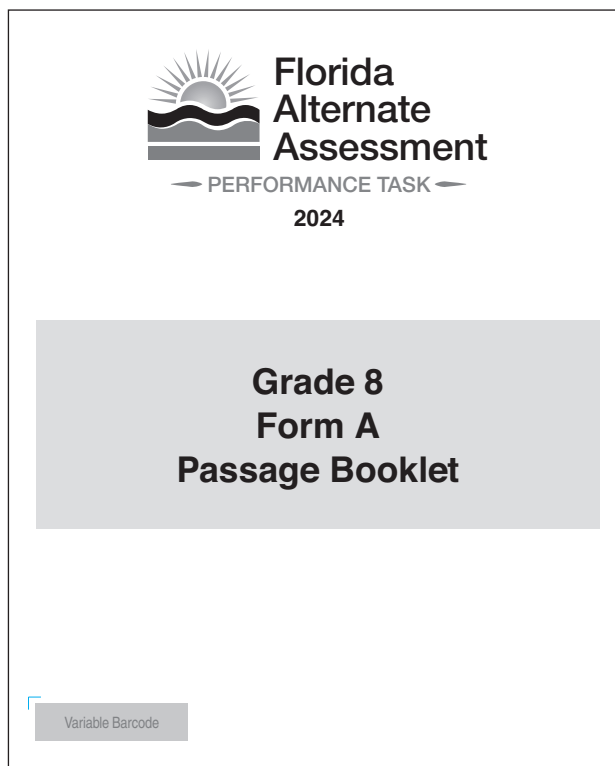 Florida
Alternate
Assessment
PERFORMANCE TASK
2024
Grade 8
Form A
Passage Booklet
Variable Barcode